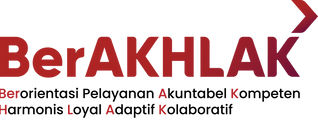 BerAKHLAK
Berorientasi Pelayanan Akuntabel Kompeten
Harmonis Loyal Adaptif Kolaboratif